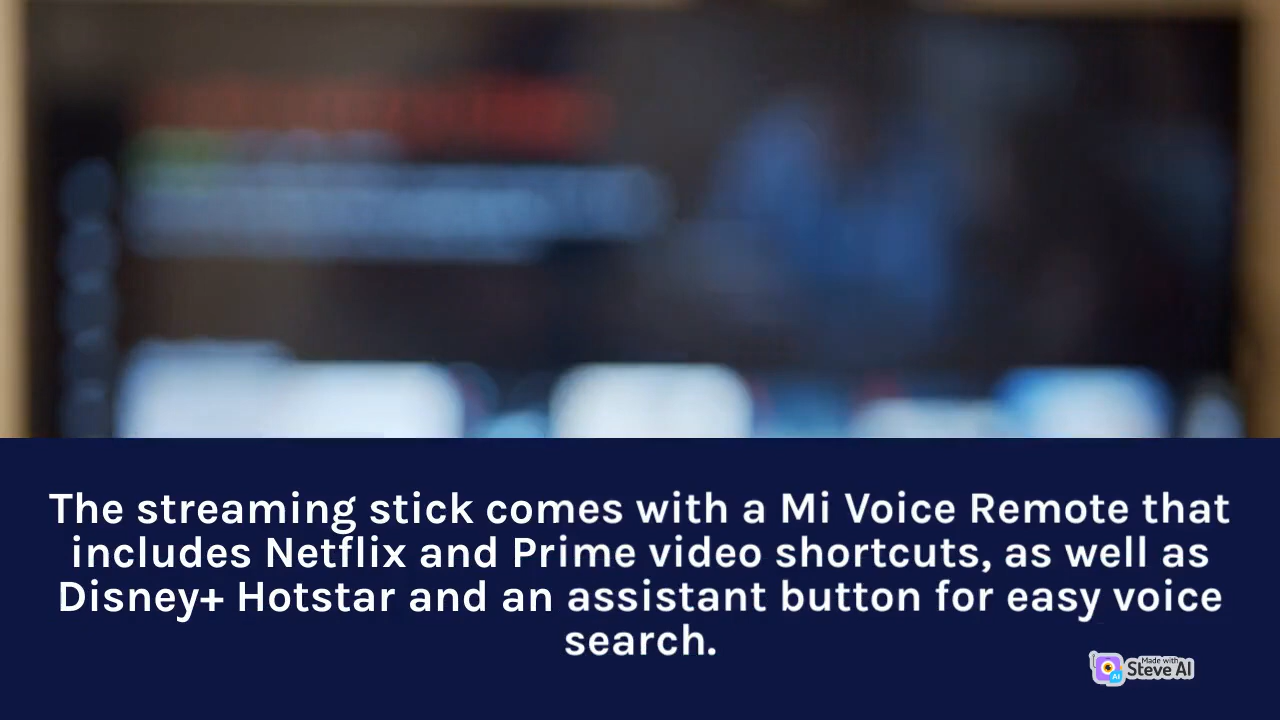 The streaming stick comes with a Mi Voice Remote that
includes Netflix and Prime video shortcuts, as well as
Disney+ Hotstar and an assistant button for easy voice
search.
Made with
Steve AI
AI